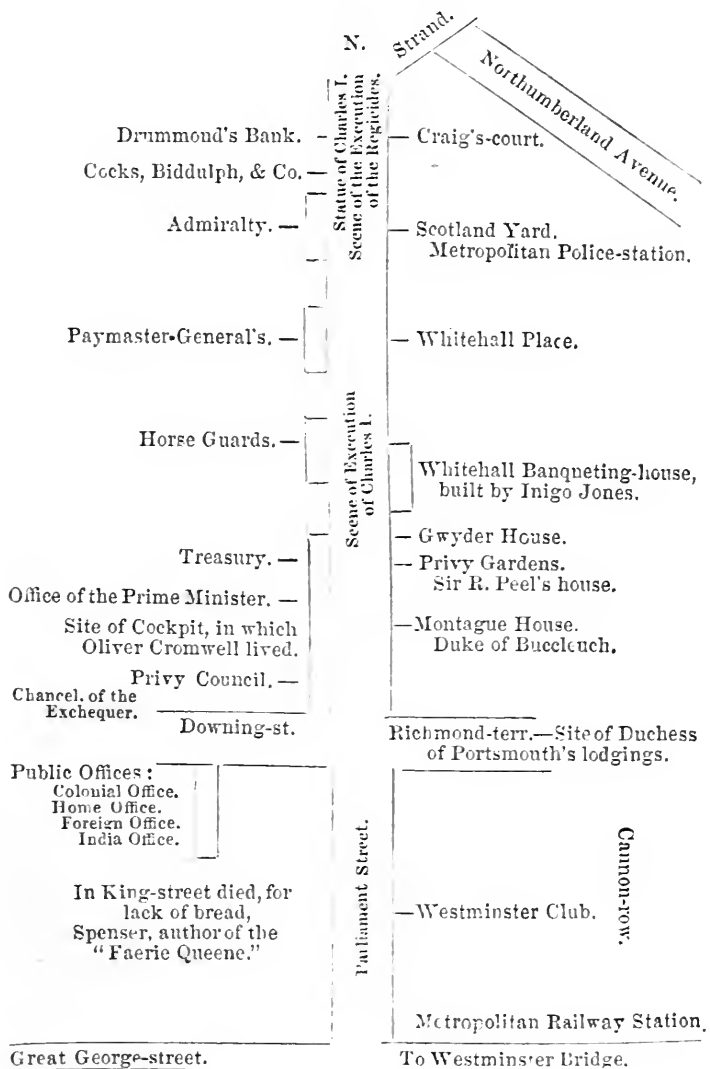 N.
Strand.
Northumberland Avenue.
Statue of Charles I.
Scene of the Execution
of the Regicides.
Drummond's Bank.
Craig's-court.
Cocks, Biddulph, & Co.
Admiralty.
Scotland Yard.
Metropolitan Police-station.
Paymaster-General's.
Whitehall Place.
Scene of Execution
of Charles I.
Horse Guards.
Whitehall Banqueting-house,
built by Inigo Jones.
Gwyder House.
Treasury.
Privy Gardens.
Sir R. Peel's house.
Office of the Prime Minister.
Site of Cockpit, in which
Oliver Cromwell lived.
Montague House.
Duke of Buccleuch.
Privy Council.
Chancel. of the
Exchequer.
Downing-st.
Richmond-terr.—Site of Duchess
of Portsmouth's lodgings.
Public Offices:
Colonial Office.
Home Office.
Foreign Office.
India Office.
Parliament Street.
Cannon-row.
In King-street died, for
lack of bread,
Spenser, author of the
"Faerie Queene."
Westminster Club.
Metropolitan Railway Station.
Great George-street.
To Westminster Bridge.